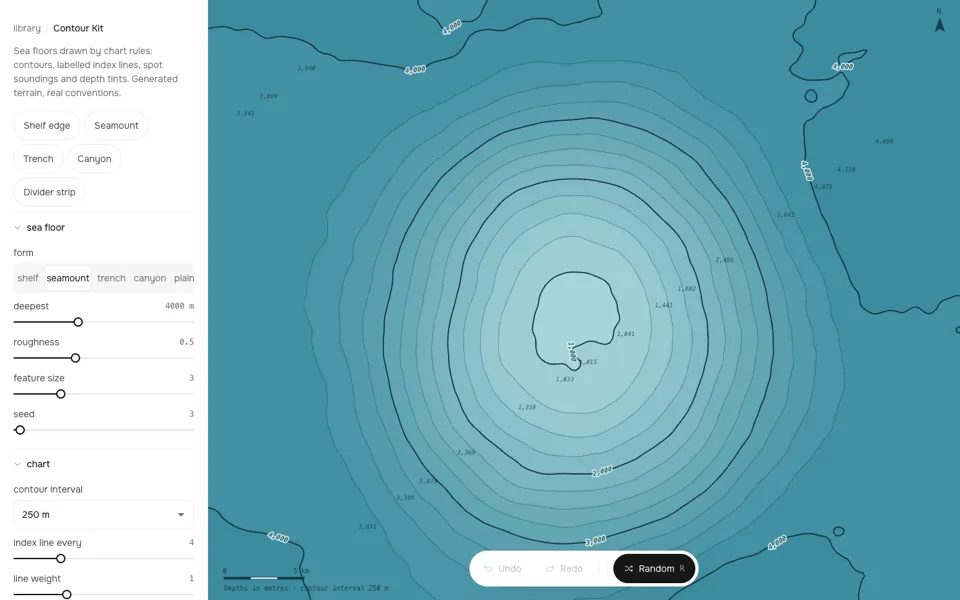 library / Contour Kit
Sea floors drawn by chart rules:
contours, labelled index lines, spot
soundings and depth tints. Generated
terrain, real conventions.
Shelf edge
Seamount
Trench
Canyon
Divider strip
sea floor
form
shelf seamount trench canyon plain
deepest 4000 m
roughness 0.5
feature size 3
seed 3
chart
contour interval
250 m
index line every 4
line weight 1
N
4,000
4,000
4,000
3,948
3,860
3,845
4,098
4,130
4,000
4,075
3,663
2,488
1,802
1,441
1,041
1,000
1,015
1,033
1,358
2,369
2,000
3,398
3,831
3,000
4,000
4,000
0 5 km
Depths in metres · contour interval 250 m
Undo
Redo
Random R